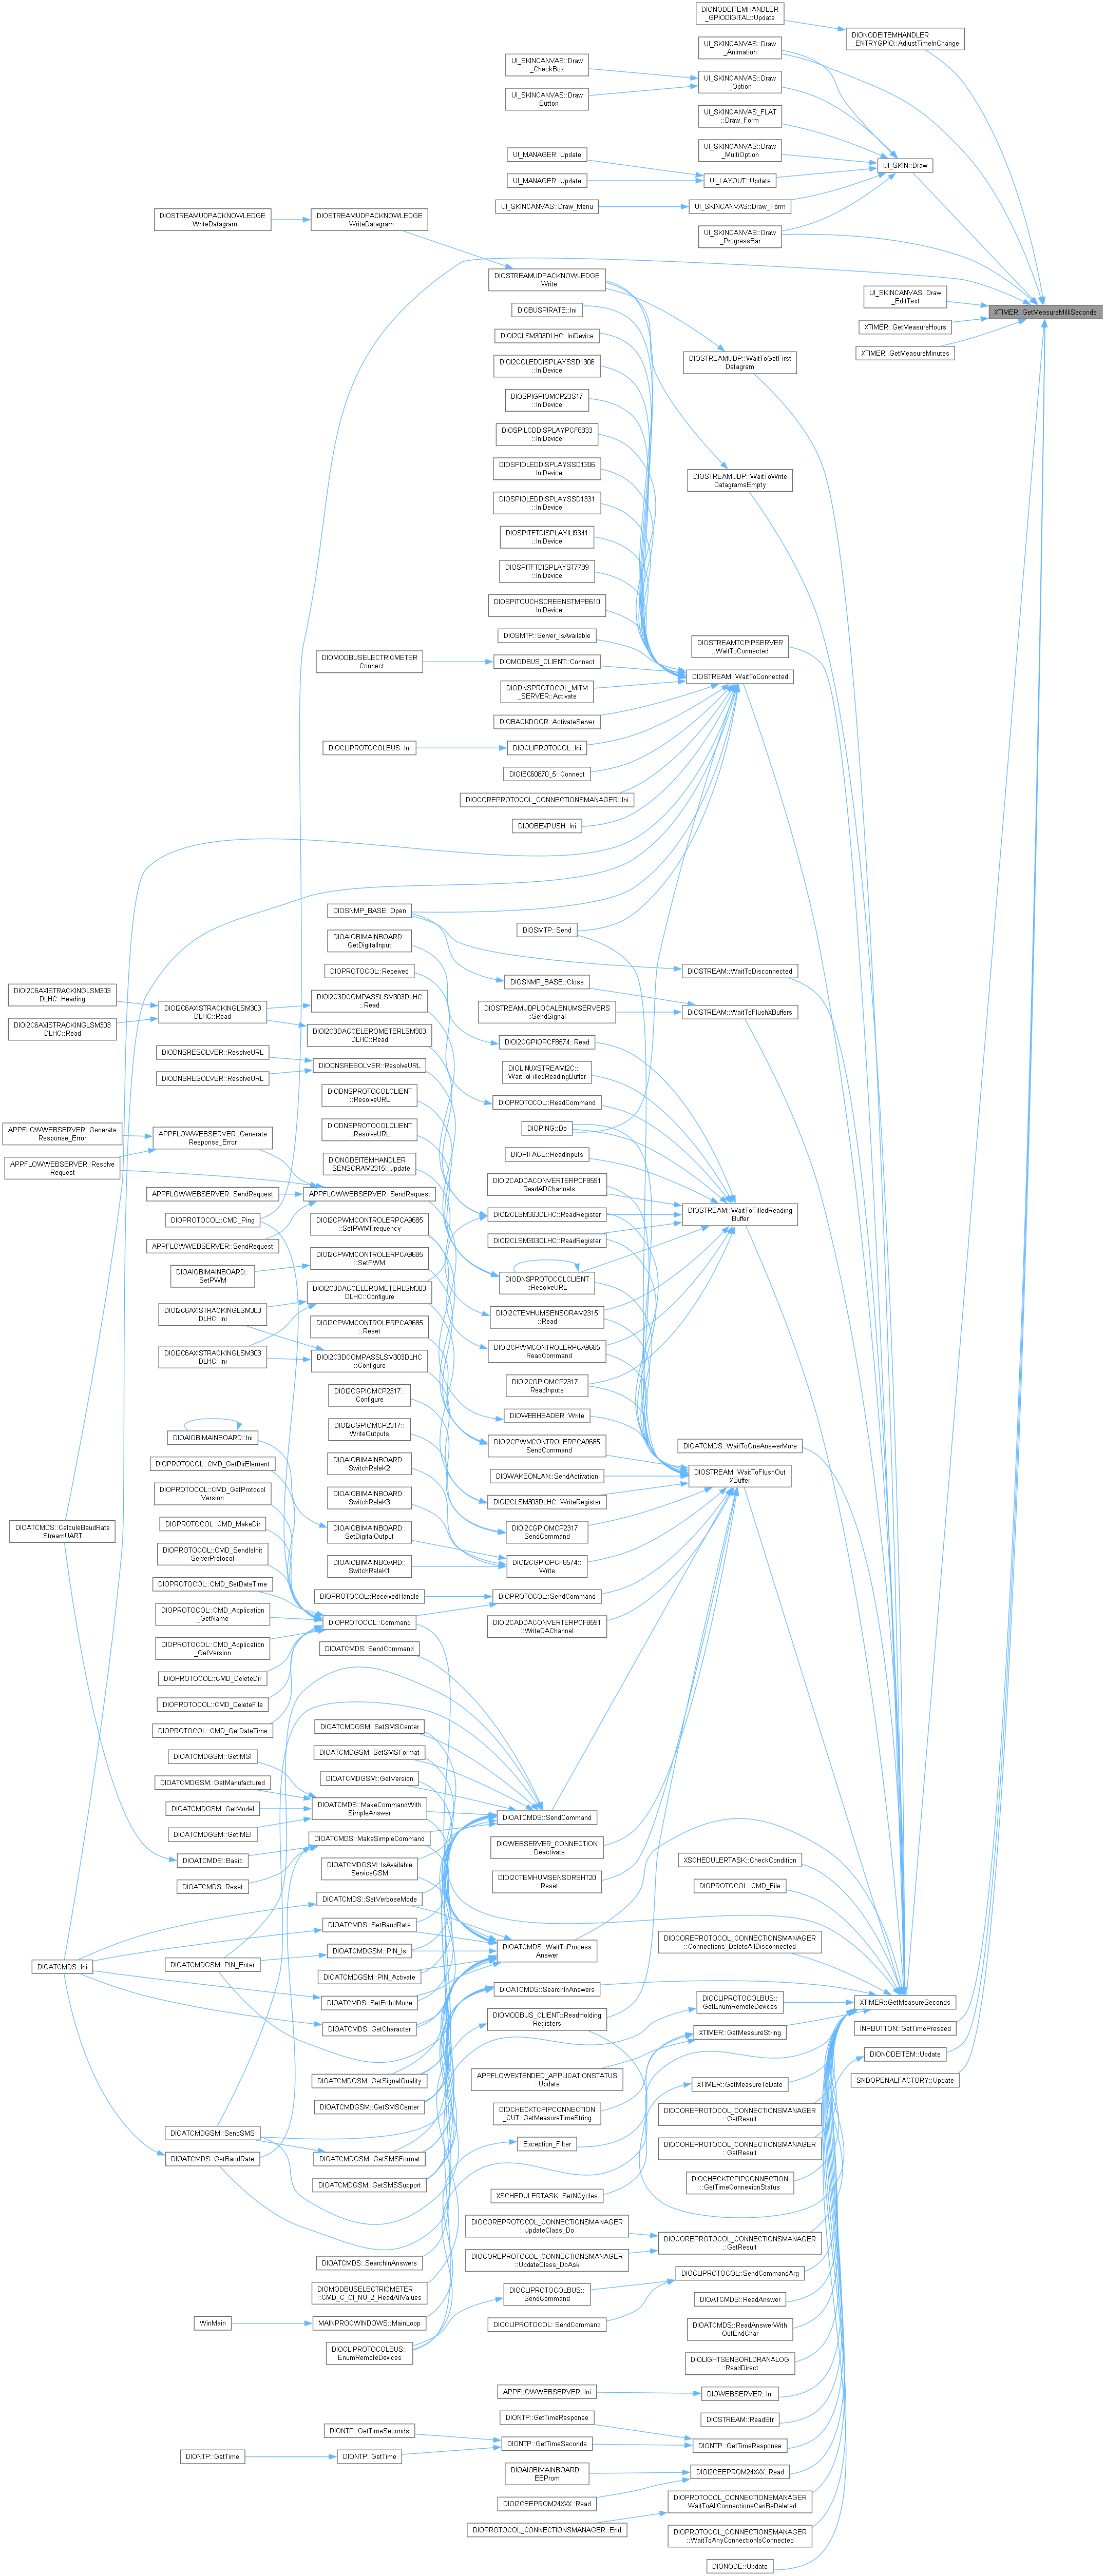 DIONODEITEMHANDLER
_GPIODIGITAL::Update
DIONODEITEMHANDLER
_ENTRYGPIO::AdjustTimeInChange
UI_SKINCANVAS::Draw
_Animation
UI_SKINCANVAS::Draw
_CheckBox
UI_SKINCANVAS::Draw
_Option
UI_SKINCANVAS::Draw
_Button
UI_SKINCANVAS_FLAT
::Draw_Form
UI_SKINCANVAS::Draw
_MultiOption
UI_MANAGER::Update
UI_SKIN::Draw
UI_MANAGER::Update
UI_LAYOUT::Update
UI_SKINCANVAS::Draw_Menu
UI_SKINCANVAS::Draw_Form
DIOSTREAMUDPACKNOWLEDGE
::WriteDatagram
DIOSTREAMUDPACKNOWLEDGE
::WriteDatagram
UI_SKINCANVAS::Draw
_ProgressBar
DIOSTREAMUDPACKNOWLEDGE
::Write
UI_SKINCANVAS::Draw
_EditText
DIOBUSPIRATE::Ini
XTIMER::GetMeasureMilliSeconds
XTIMER::GetMeasureHours
DIOI2CLSM303DLHC::IniDevice
XTIMER::GetMeasureMinutes
DIOSTREAMUDP::WaitToGetFirst
Datagram
DIOI2COLEDDISPLAYSSD1306
::IniDevice
DIOSPIGPIOMCP23S17
::IniDevice
DIOSPILCDDISPLAYPCF8833
::IniDevice
DIOSPIOLEDDISPLAYSSD1306
::IniDevice
DIOSTREAMUDP::WaitToWrite
DatagramsEmpty
DIOSPIOLEDDISPLAYSSD1331
::IniDevice
DIOSPITFTDISPLAYILI9341
::IniDevice
DIOSPITFTDISPLAYST7789
::IniDevice
DIOSPITOUCHSCREENSTMPE610
::IniDevice
DIOSMTP::Server_IsAvailable
DIOSTREAMTCPIPSERVER
::WaitToConnected
DIOMODBUSELECTRICMETER
::Connect
DIOMODBUS_CLIENT::Connect
DIOSTREAM::WaitToConnected
DIODNSPROTOCOL_MITM
_SERVER::Activate
DIOBACKDOOR::ActivateServer
DIOCLIPROTOCOLBUS::Ini
DIOCLIPROTOCOL::Ini
DIOIEC60870_5::Connect
DIOCOREPROTOCOL_CONNECTIONSMANAGER::Ini
DIOOBEXPUSH::Ini
DIOSNMP_BASE::Open
DIOSMTP::Send
DIOAIOBIMAINBOARD::
GetDigitalInput
DIOPROTOCOL::Received
DIOSNMP_BASE::Close
DIOSTREAM::WaitToDisconnected
DIOI2C6AXISTRACKINGLSM303
DLHC::Heading
DIOI2C6AXISTRACKINGLSM303
DLHC::Read
DIOI2C3DCOMPASSLSM303DLHC
::Read
DIOSTREAMUDPLOCALENUMSERVERS
::SendSignal
DIOSTREAM::WaitToFlushXBuffers
DIOI2C6AXISTRACKINGLSM303
DLHC::Read
DIOI2C3DACCELEROMETERLSM303
DLHC::Read
DIOI2CGPIOPCF8574::Read
DIODNSRESOLVER::ResolveURL
DIODNSRESOLVER::ResolveURL
DIODNSRESOLVER::ResolveURL
DIOLINUXSTREAMI2C::
WaitToFilledReadingBuffer
DIODNSPROTOCOLCLIENT
::ResolveURL
DIOPROTOCOL::ReadCommand
DIODNSPROTOCOLCLIENT
::ResolveURL
DIOPING::Do
APPFLOWWEBSERVER::Generate
Response_Error
APPFLOWWEBSERVER::Generate
Response_Error
DIOPIFACE::ReadInputs
APPFLOWWEBSERVER::Resolve
Request
DIONODEITEMHANDLER
_SENSORAM2315::Update
DIOI2CADDACONVERTERPCF8591
::ReadADChannels
APPFLOWWEBSERVER::SendRequest
APPFLOWWEBSERVER::SendRequest
DIOPROTOCOL::CMD_Ping
DIOI2CPWMCONTROLERPCA9685
::SetPWMFrequency
DIOI2CLSM303DLHC::ReadRegister
DIOSTREAM::WaitToFilledReading
Buffer
APPFLOWWEBSERVER::SendRequest
DIOI2CLSM303DLHC::ReadRegister
DIOAIOBIMAINBOARD::
SetPWM
DIOI2CPWMCONTROLERPCA9685
::SetPWM
DIODNSPROTOCOLCLIENT
::ResolveURL
DIOI2C3DACCELEROMETERLSM303
DLHC::Configure
DIOI2C6AXISTRACKINGLSM303
DLHC::Ini
DIOI2CPWMCONTROLERPCA9685
::Reset
DIOI2CTEMHUMSENSORAM2315
::Read
DIOI2C6AXISTRACKINGLSM303
DLHC::Ini
DIOI2C3DCOMPASSLSM303DLHC
::Configure
DIOI2CPWMCONTROLERPCA9685
::ReadCommand
DIOI2CGPIOMCP2317::
Configure
DIOI2CGPIOMCP2317::
ReadInputs
DIOI2CGPIOMCP2317::
WriteOutputs
DIOWEBHEADER::Write
DIOAIOBIMAINBOARD::Ini
DIOI2CPWMCONTROLERPCA9685
::SendCommand
DIOATCMDS::WaitToOneAnswerMore
DIOPROTOCOL::CMD_GetDirElement
DIOAIOBIMAINBOARD::
SwitchReleK2
DIOWAKEONLAN::SendActivation
DIOSTREAM::WaitToFlushOut
XBuffer
DIOPROTOCOL::CMD_GetProtocol
Version
DIOAIOBIMAINBOARD::
SwitchReleK3
DIOI2CLSM303DLHC::WriteRegister
DIOPROTOCOL::CMD_MakeDir
DIOATCMDS::CalculeBaudRate
StreamUART
DIOAIOBIMAINBOARD::
SetDigitalOutput
DIOI2CGPIOMCP2317::
SendCommand
DIOPROTOCOL::CMD_SendIsInit
ServerProtocol
DIOAIOBIMAINBOARD::
SwitchReleK1
DIOI2CGPIOPCF8574::
Write
DIOPROTOCOL::CMD_SetDateTime
DIOPROTOCOL::ReceivedHandle
DIOPROTOCOL::SendCommand
DIOPROTOCOL::CMD_Application
_GetName
DIOPROTOCOL::Command
DIOI2CADDACONVERTERPCF8591
::WriteDAChannel
DIOPROTOCOL::CMD_Application
_GetVersion
DIOATCMDS::SendCommand
DIOPROTOCOL::CMD_DeleteDir
DIOPROTOCOL::CMD_DeleteFile
DIOPROTOCOL::CMD_GetDateTime
DIOATCMDGSM::SetSMSCenter
DIOATCMDGSM::GetIMSI
DIOATCMDGSM::SetSMSFormat
DIOATCMDGSM::GetManufactured
DIOATCMDGSM::GetVersion
DIOATCMDGSM::GetModel
DIOATCMDS::MakeCommandWith
SimpleAnswer
DIOATCMDS::SendCommand
DIOATCMDGSM::GetIMEI
DIOATCMDS::MakeSimpleCommand
DIOWEBSERVER_CONNECTION
::Deactivate
DIOATCMDS::Basic
DIOATCMDGSM::IsAvailable
ServiceGSM
DIOI2CTEMHUMSENSORSHT20
::Reset
XSCHEDULERTASK::CheckCondition
DIOATCMDS::Reset
DIOATCMDS::SetVerboseMode
DIOPROTOCOL::CMD_File
DIOATCMDS::SetBaudRate
DIOATCMDGSM::PIN_Is
DIOATCMDS::WaitToProcess
Answer
DIOCOREPROTOCOL_CONNECTIONSMANAGER
::Connections_DeleteAllDisconnected
DIOATCMDS::Ini
DIOATCMDGSM::PIN_Enter
DIOATCMDGSM::PIN_Activate
DIOATCMDS::SearchInAnswers
DIOATCMDS::SetEchoMode
DIOCLIPROTOCOLBUS::
GetEnumRemoteDevices
XTIMER::GetMeasureSeconds
DIOATCMDS::GetCharacter
DIOMODBUS_CLIENT::ReadHolding
Registers
XTIMER::GetMeasureString
INPBUTTON::GetTimePressed
DIONODEITEM::Update
DIOATCMDGSM::GetSignalQuality
APPFLOWEXTENDED_APPLICATIONSTATUS
::Update
XTIMER::GetMeasureToDate
SNDOPENALFACTORY::Update
DIOATCMDGSM::GetSMSCenter
DIOCHECKTCPIPCONNECTION
_CUT::GetMeasureTimeString
DIOCOREPROTOCOL_CONNECTIONSMANAGER
::GetResult
DIOATCMDGSM::SendSMS
Exception_Filter
DIOCOREPROTOCOL_CONNECTIONSMANAGER
::GetResult
DIOATCMDS::GetBaudRate
DIOATCMDGSM::GetSMSFormat
DIOATCMDGSM::GetSMSSupport
XSCHEDULERTASK::SetNCycles
DIOCHECKTCPIPCONNECTION
::GetTimeConnexionStatus
DIOCOREPROTOCOL_CONNECTIONSMANAGER
::UpdateClass_Do
DIOCOREPROTOCOL_CONNECTIONSMANAGER
::GetResult
DIOATCMDS::SearchInAnswers
DIOCOREPROTOCOL_CONNECTIONSMANAGER
::UpdateClass_DoAsk
DIOCLIPROTOCOL::SendCommandArg
DIOMODBUSELECTRICMETER
::CMD_C_CI_NU_2_ReadAllValues
DIOCLIPROTOCOLBUS::
SendCommand
DIOATCMDS::ReadAnswer
WinMain
MAINPROCWINDOWS::MainLoop
DIOCLIPROTOCOL::SendCommand
DIOATCMDS::ReadAnswerWith
OutEndChar
DIOCLIPROTOCOLBUS::
EnumRemoteDevices
DIOLIGHTSENSORLDRANALOG
::ReadDirect
APPFLOWWEBSERVER::Ini
DIOWEBSERVER::Ini
DIONTP::GetTimeResponse
DIOSTREAM::ReadStr
DIONTP::GetTimeSeconds
DIONTP::GetTimeSeconds
DIONTP::GetTimeResponse
DIONTP::GetTime
DIONTP::GetTime
DIOAIOBIMAINBOARD::
EEProm
DIOI2CEEPROM24XXX::Read
DIOI2CEEPROM24XXX::Read
DIOPROTOCOL_CONNECTIONSMANAGER
::WaitToAllConnectionsCanBeDeleted
DIOPROTOCOL_CONNECTIONSMANAGER::End
DIOPROTOCOL_CONNECTIONSMANAGER
::WaitToAnyConnectionIsConnected
DIONODE::Update